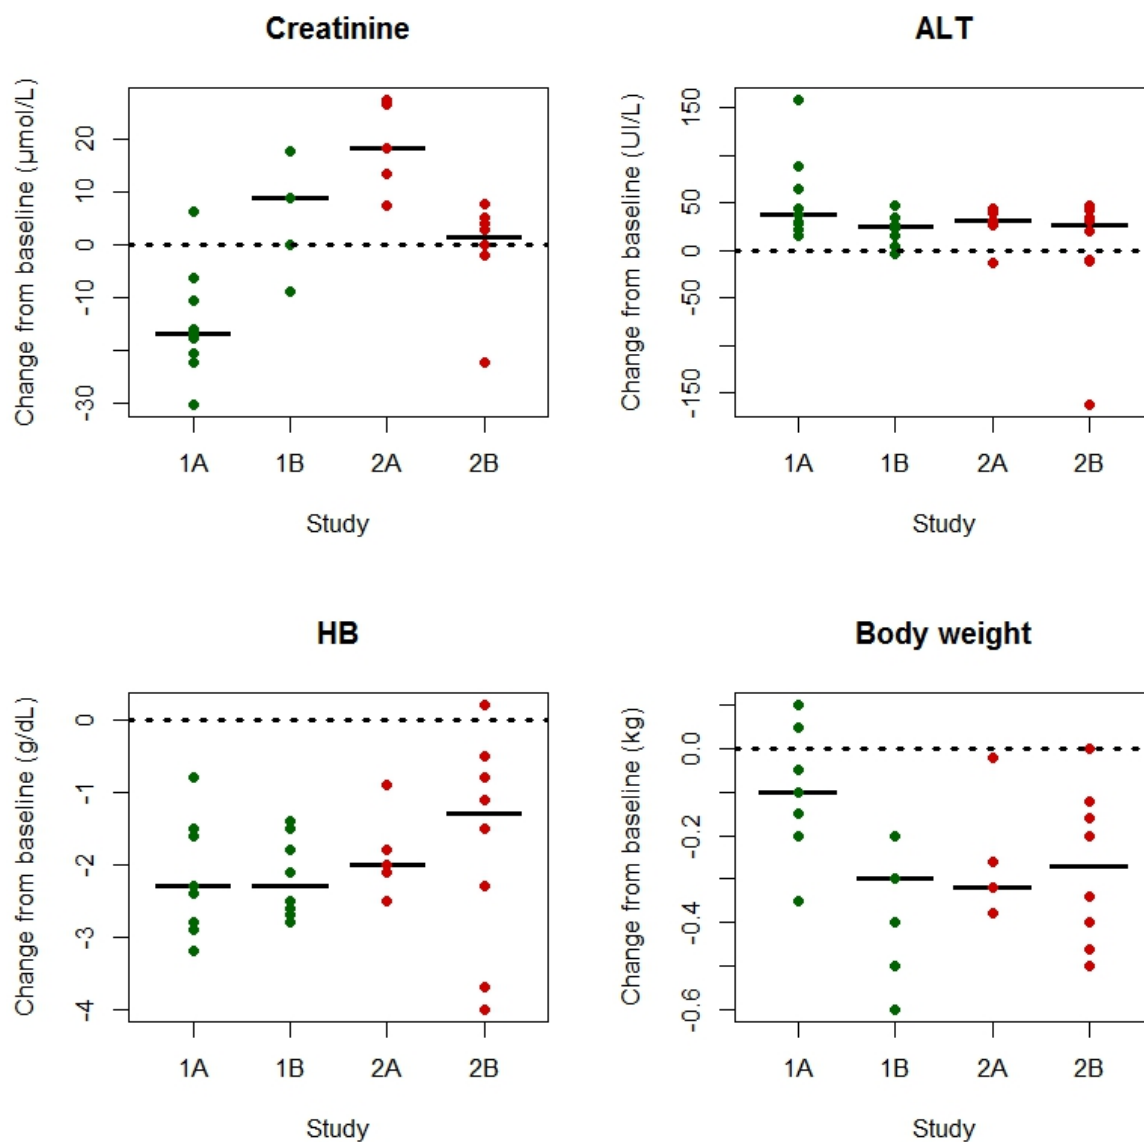 Creatinine
Change from baseline (µmol/L)
20
10
0
-10
-30
1A 1B 2A 2B
Study
ALT
Change from baseline (UI/L)
150
50
0
-50
-150
1A 1B 2A 2B
Study
HB
Change from baseline (g/dL)
0
-1
-2
-3
-4
1A 1B 2A 2B
Study
Body weight
Change from baseline (kg)
0.0
-0.2
-0.4
-0.6
1A 1B 2A 2B
Study